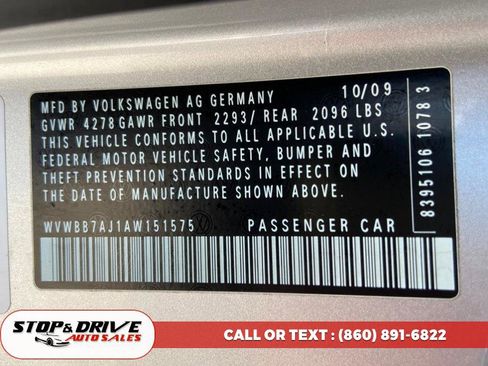 MFD BY VOLKSWAGEN AG GERMANY 10/09
GVWR 4278 GAWR FRONT 2293/ REAR 2096 LBS
THIS VEHICLE CONFORMS TO ALL APPLICABLE U.S.
FEDERAL MOTOR VEHICLE SAFETY, BUMPER AND
THEFT PREVENTION STANDARDS IN EFFECT ON
THE DATE OF MANUFACTURE SHOWN ABOVE.
WVWBB7AJ1AW151575 PASSENGER CAR
8395106 1078 3
STOP & DRIVE
AUTO SALES
CALL OR TEXT : (860) 891-6822